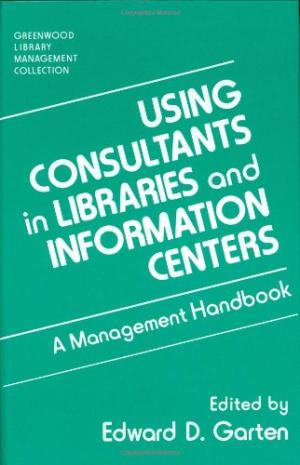 GREENWOOD
LIBRARY
MANAGEMENT
COLLECTION
USING
CONSULTANTS
in LIBRARIES and
INFORMATION
CENTERS
A Management Handbook
Edited by
Edward D. Garten